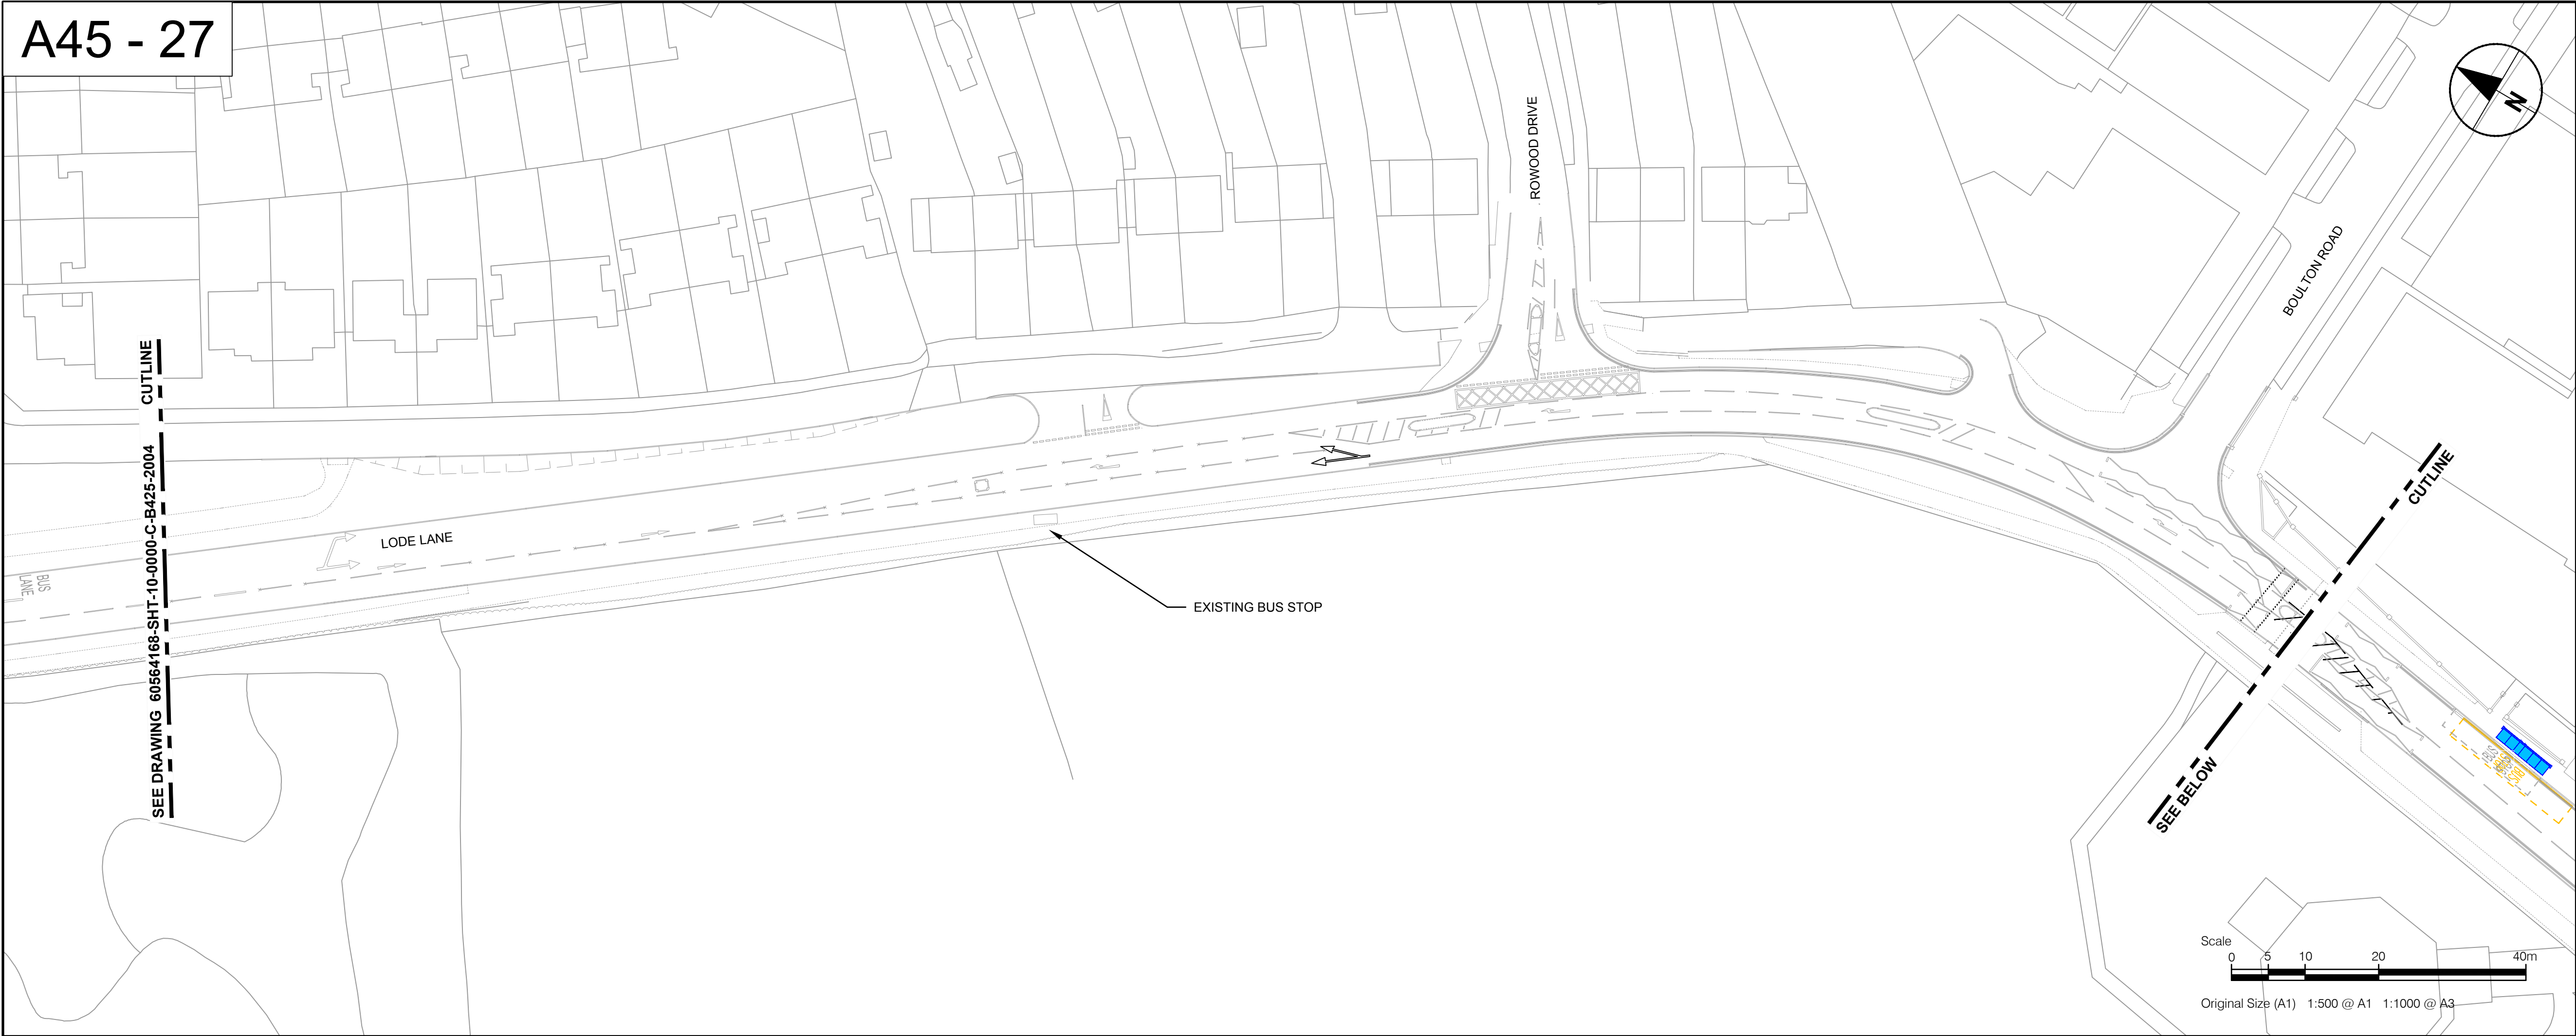 A45 - 27
N
ROWOOD DRIVE
BOULTON ROAD
CUTLINE
SEE DRAWING 60564168-SHT-10-0000-C-B425-2004
LODE LANE
BUS
LANE
EXISTING BUS STOP
CUTLINE
SEE BELOW
Scale
0 5 10 20 40m
Original Size (A1) 1:500 @ A1 1:1000 @ A3